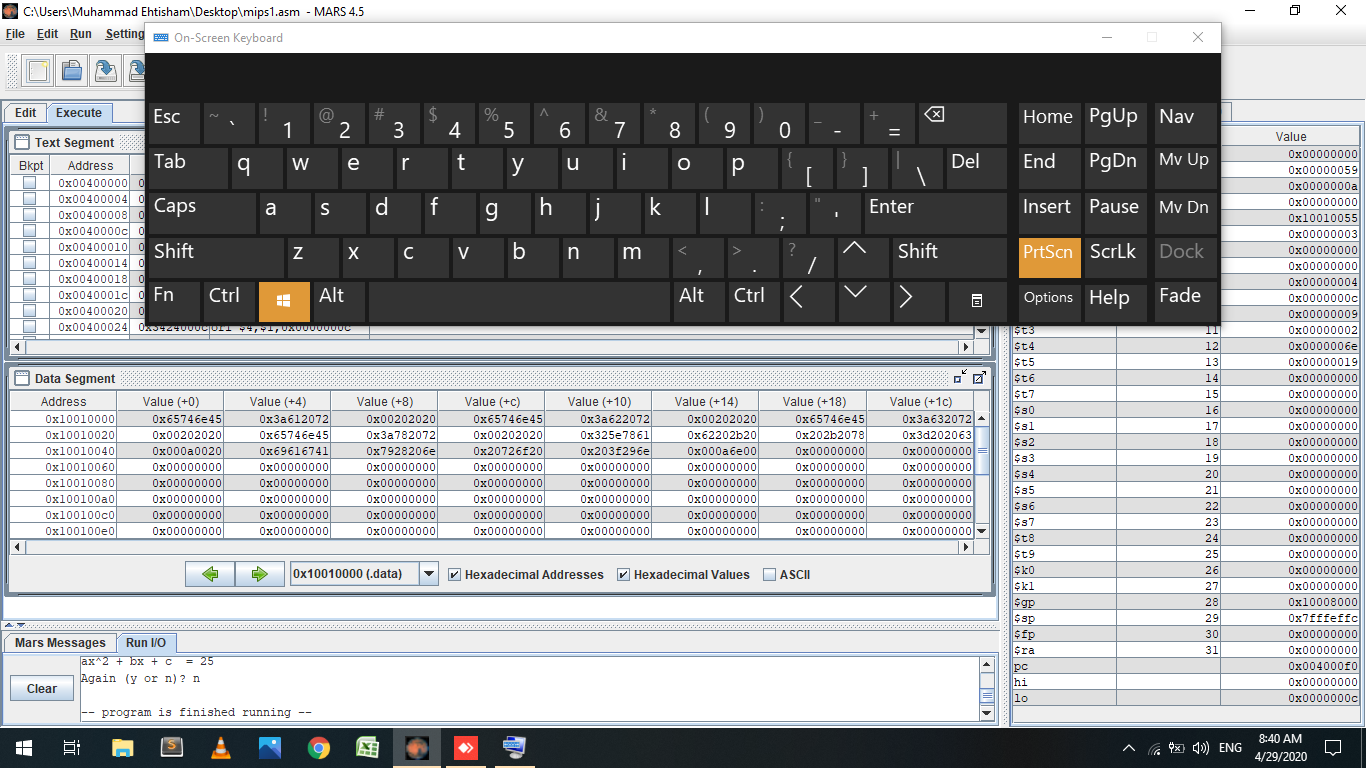 C:\Users\Muhammad Ehtisham\Desktop\mips1.asm - MARS 4.5
File Edit Run Setting
On-Screen Keyboard
Esc ~ ` ! 1 @ 2 # 3 $ 4 % 5 ^ 6 & 7 * 8 ( 9 ) 0 _ - + = Home PgUp Nav
Tab q w e r t y u i o p { [ } ] | \ Del End PgDn Mv Up
Caps a s d f g h j k l : ; " ' Enter Insert Pause Mv Dn
Shift z x c v b n m < , > . ? / Shift PrtScn ScrLk Dock
Fn Ctrl Alt Alt Ctrl Options Help Fade
Edit Execute
Text Segment
Bkpt Address
0x00400000 0
0x00400004 0
0x00400008 0
0x0040000c 0
0x00400010 0
0x00400014 0
0x00400018 0
0x0040001c 0
0x00400020 0
0x00400024 0x3424000c ori $4,$1,0x0000000c
Data Segment
Address Value (+0) Value (+4) Value (+8) Value (+c) Value (+10) Value (+14) Value (+18) Value (+1c)
0x10010000 0x65746e45 0x3a612072 0x00202020 0x65746e45 0x3a622072 0x00202020 0x65746e45 0x3a632072
0x10010020 0x00202020 0x65746e45 0x3a782072 0x00202020 0x325e7861 0x62202b20 0x202b2078 0x3d202063
0x10010040 0x000a0020 0x69616741 0x7928206e 0x20726f20 0x203f296e 0x000a6e00 0x00000000 0x00000000
0x10010060 0x00000000 0x00000000 0x00000000 0x00000000 0x00000000 0x00000000 0x00000000 0x00000000
0x10010080 0x00000000 0x00000000 0x00000000 0x00000000 0x00000000 0x00000000 0x00000000 0x00000000
0x100100a0 0x00000000 0x00000000 0x00000000 0x00000000 0x00000000 0x00000000 0x00000000 0x00000000
0x100100c0 0x00000000 0x00000000 0x00000000 0x00000000 0x00000000 0x00000000 0x00000000 0x00000000
0x100100e0 0x00000000 0x00000000 0x00000000 0x00000000 0x00000000 0x00000000 0x00000000 0x00000000
0x10010000 (.data) Hexadecimal Addresses Hexadecimal Values ASCII
Mars Messages Run I/O
Clear
ax^2 + bx + c  = 25
Again (y or n)? n
-- program is finished running --
Value
0x00000000
0x00000059
0x0000000a
0x00000000
0x10010055
0x00000003
0x00000000
0x00000004
0x0000000c
0x00000009
$t3 11 0x00000002
$t4 12 0x0000006e
$t5 13 0x00000019
$t6 14 0x00000000
$t7 15 0x00000000
$s0 16 0x00000000
$s1 17 0x00000000
$s2 18 0x00000000
$s3 19 0x00000000
$s4 20 0x00000000
$s5 21 0x00000000
$s6 22 0x00000000
$s7 23 0x00000000
$t8 24 0x00000000
$t9 25 0x00000000
$k0 26 0x00000000
$k1 27 0x00000000
$gp 28 0x10008000
$sp 29 0x7fffeffc
$fp 30 0x00000000
$ra 31 0x00000000
pc 0x004000f0
hi 0x00000000
lo 0x0000000c
ENG
8:40 AM
4/29/2020